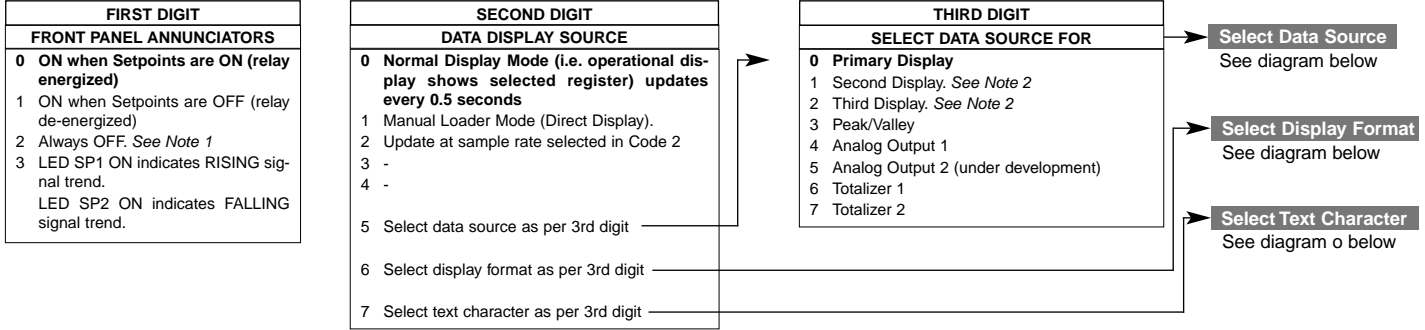 FIRST DIGIT
FRONT PANEL ANNUNCIATORS
0 ON when Setpoints are ON (relay
energized)
1 ON when Setpoints are OFF (relay
de-energized)
2 Always OFF. See Note 1
3 LED SP1 ON indicates RISING sig-
nal trend.
LED SP2 ON indicates FALLING
signal trend.
SECOND DIGIT
DATA DISPLAY SOURCE
0 Normal Display Mode (i.e. operational dis-
play shows selected register) updates
every 0.5 seconds
1 Manual Loader Mode (Direct Display).
2 Update at sample rate selected in Code 2
3 -
4 -
5 Select data source as per 3rd digit
6 Select display format as per 3rd digit
7 Select text character as per 3rd digit
THIRD DIGIT
SELECT DATA SOURCE FOR
0 Primary Display
1 Second Display. See Note 2
2 Third Display. See Note 2
3 Peak/Valley
4 Analog Output 1
5 Analog Output 2 (under development)
6 Totalizer 1
7 Totalizer 2
Select Data Source
See diagram below
Select Display Format
See diagram below
Select Text Character
See diagram o below